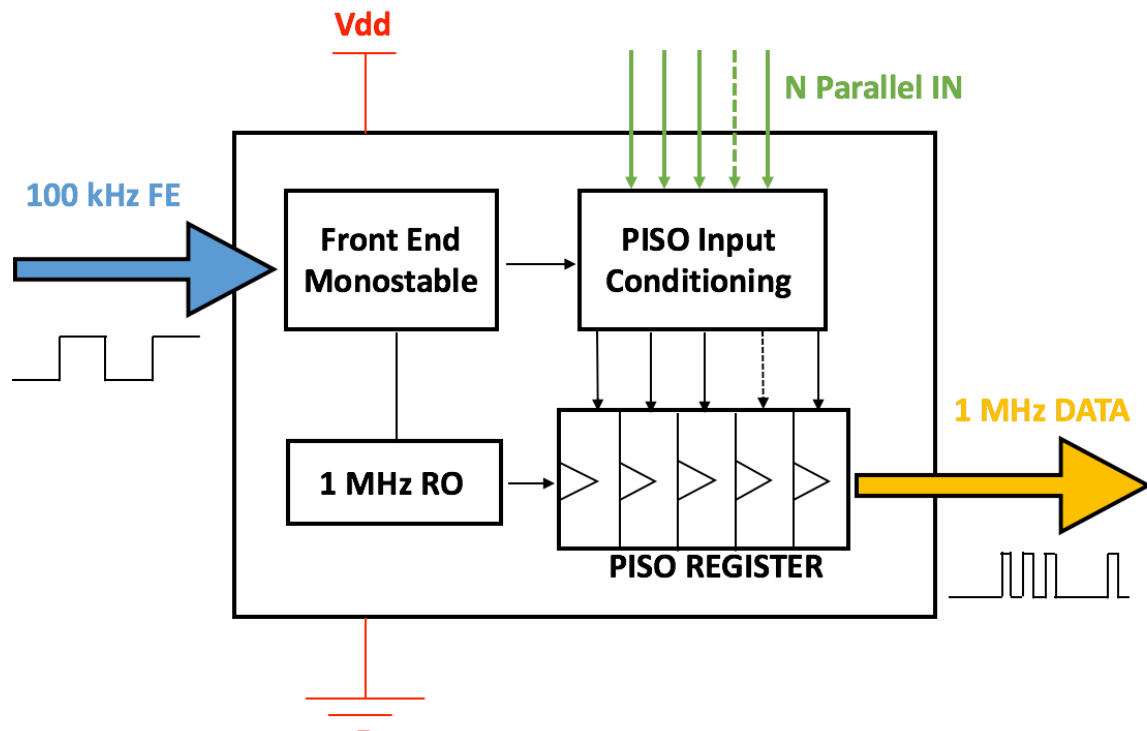 Vdd
N Parallel IN
100 kHz FE
Front End
Monostable
PISO Input
Conditioning
1 MHz DATA
1 MHz RO
PISO REGISTER